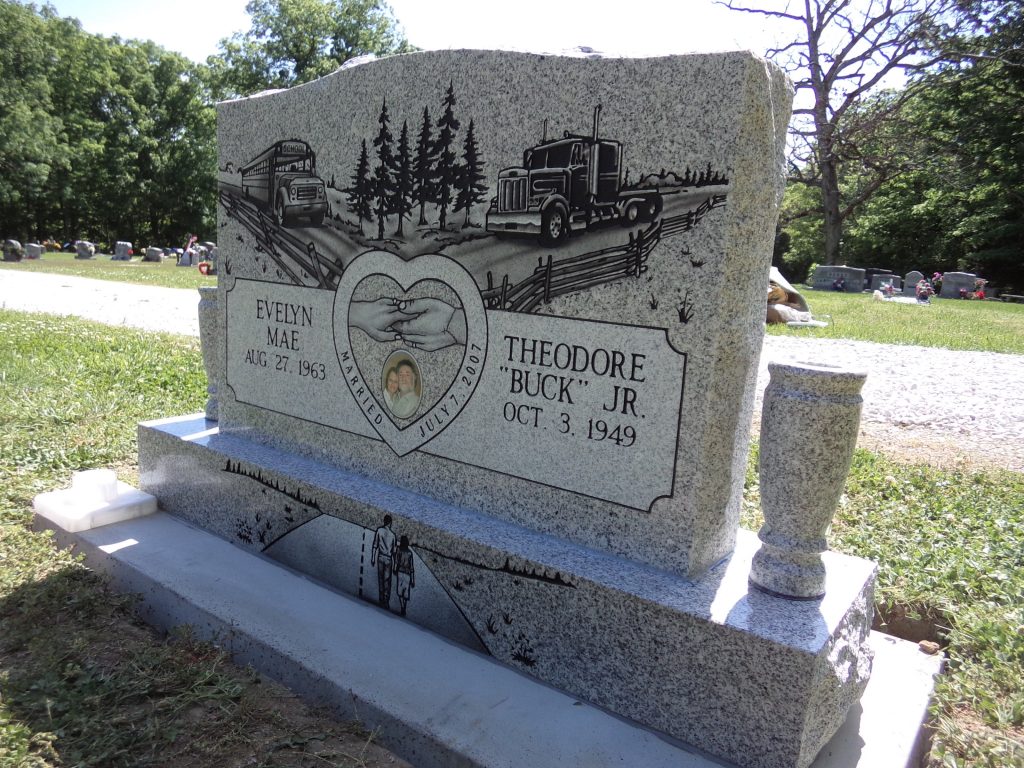 SCHOOL
EVELYN
MAE
AUG 27, 1963
MARRIED
JULY 7, 2007
THEODORE
"BUCK" JR.
OCT. 3, 1949